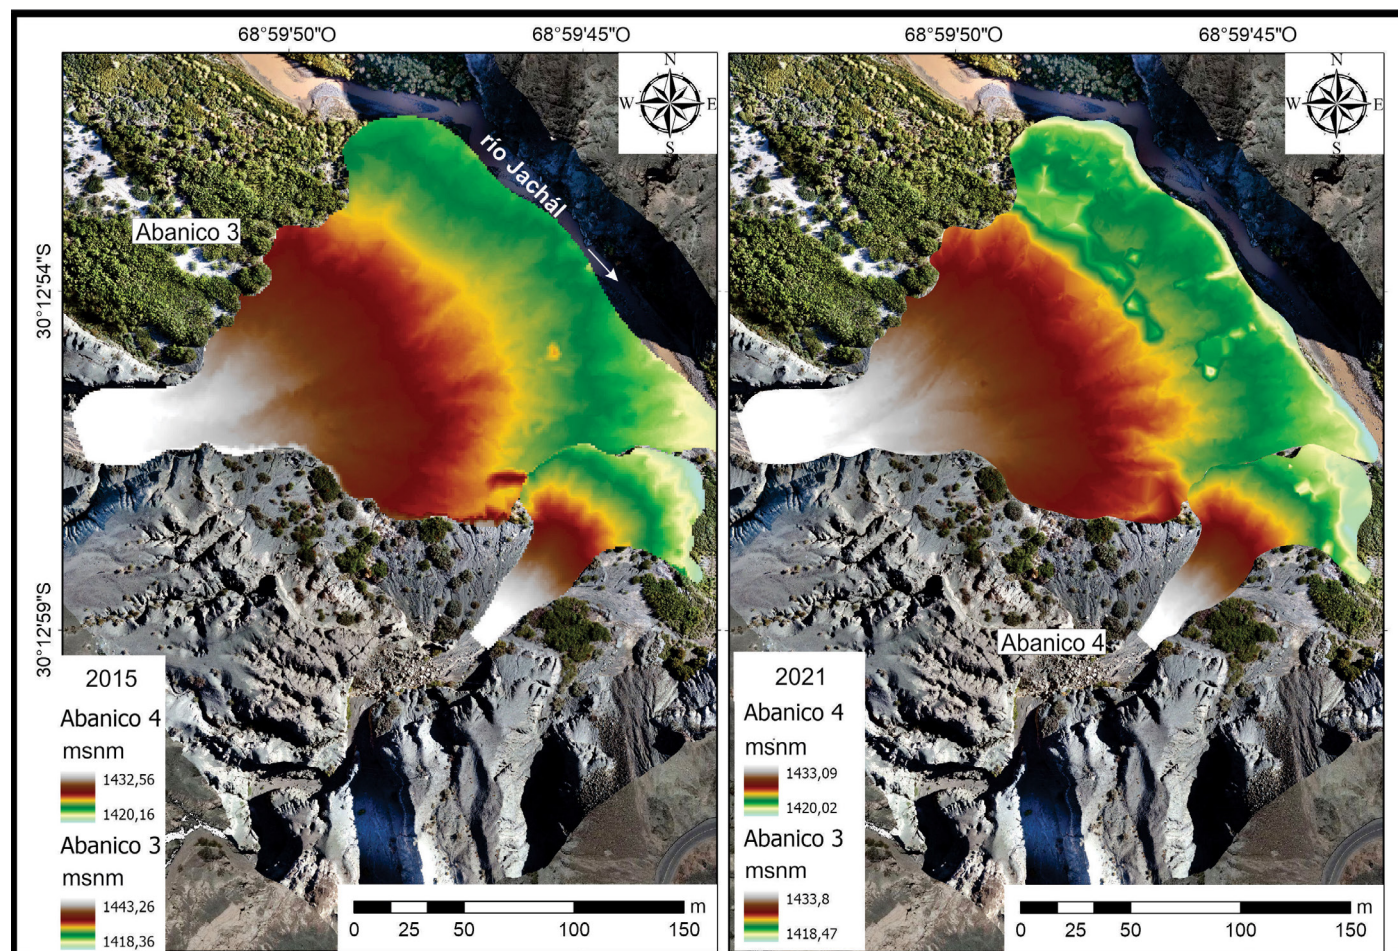 68°59'50"O
68°59'45"O
N
W
E
S
río Jachál
Abanico 3
30°12'54"S
30°12'59"S
2015
Abanico 4
msnm
1432,56
1420,16
Abanico 3
msnm
1443,26
1418,36
m
0
25
50
100
150
68°59'50"O
68°59'45"O
N
W
E
S
Abanico 4
2021
Abanico 4
msnm
1433,09
1420,02
Abanico 3
msnm
1433,8
1418,47
m
0
25
50
100
150